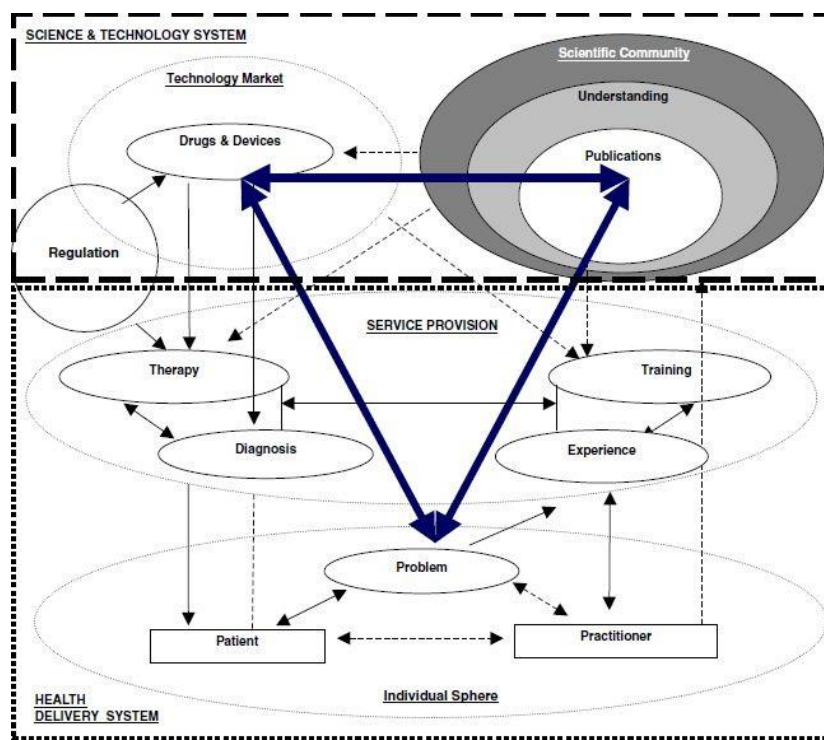 SCIENCE & TECHNOLOGY SYSTEM
Scientific Community
Technology Market
Understanding
Drugs & Devices
Publications
Regulation
SERVICE PROVISION
Therapy
Training
Diagnosis
Experience
Problem
Patient
Practitioner
Individual Sphere
HEALTH
DELIVERY SYSTEM